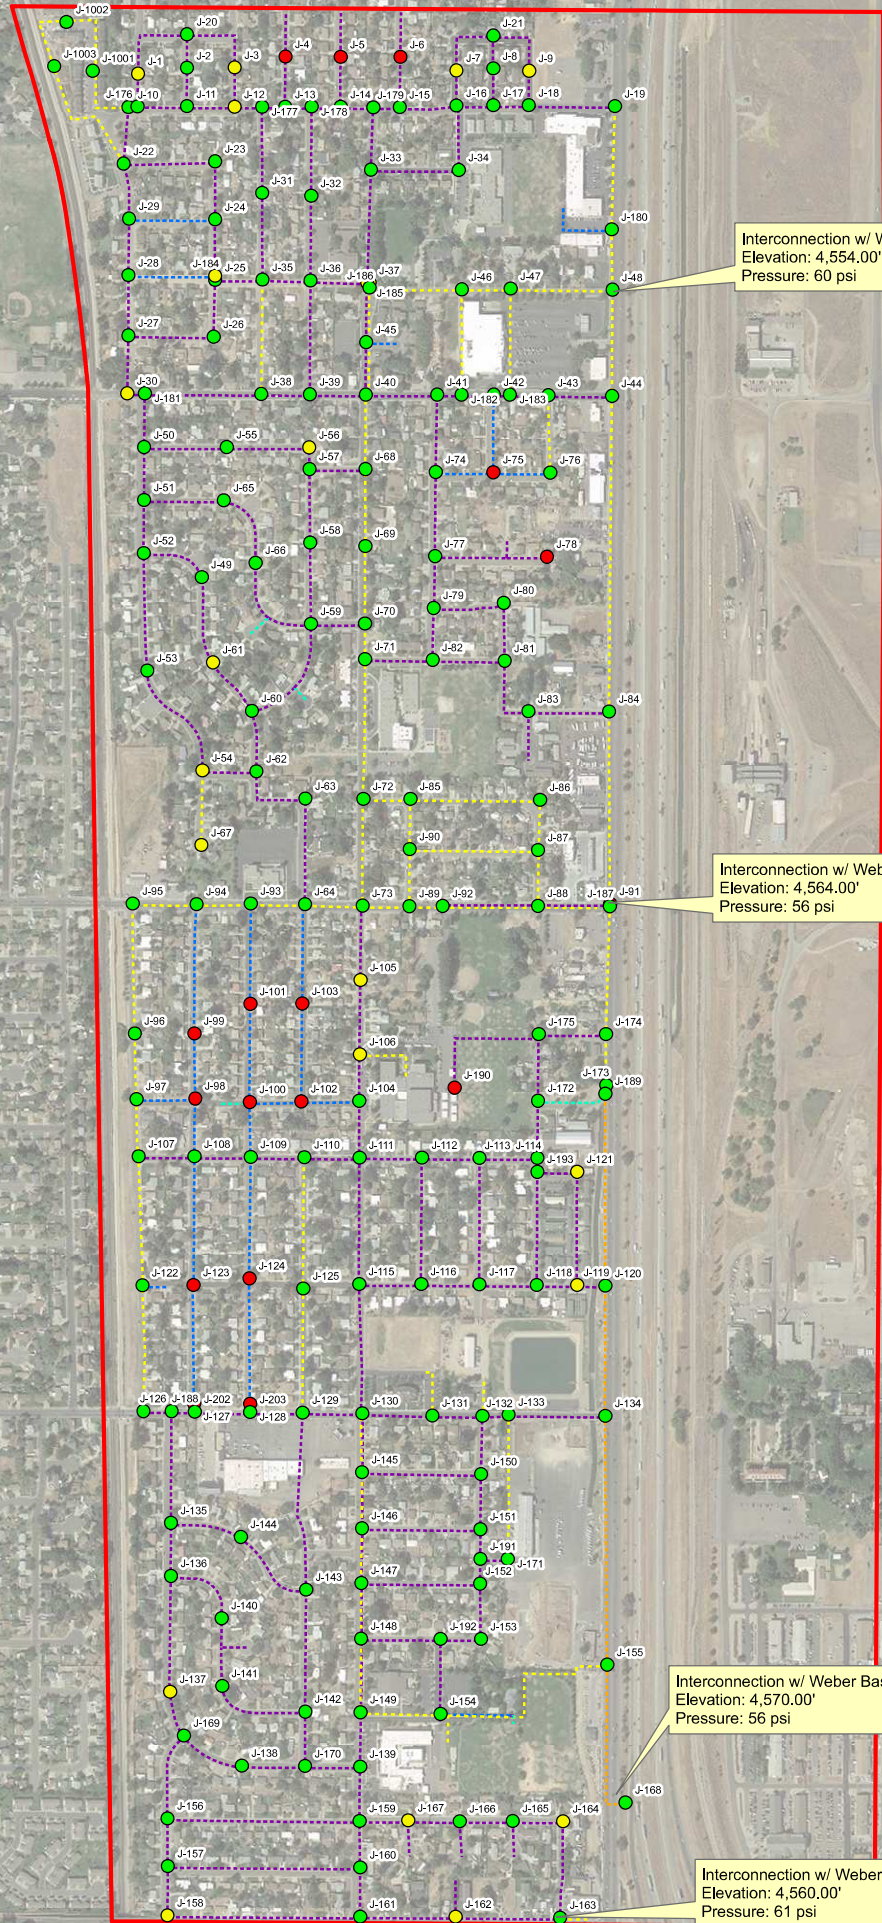 J-1002
J-20
J-21
J-1003
J-1001
J-1
J-2
J-3
J-4
J-5
J-6
J-7
J-8
J-9
J-176
J-10
J-11
J-12
J-177
J-13
J-178
J-14
J-179
J-15
J-16
J-17
J-18
J-19
J-22
J-23
J-33
J-34
J-31
J-32
J-29
J-24
J-180
Interconnection w/ W
Elevation: 4,554.00'
Pressure: 60 psi
J-28
J-184
J-25
J-35
J-36
J-186
J-37
J-185
J-46
J-47
J-48
J-27
J-26
J-45
J-30
J-181
J-38
J-39
J-40
J-41
J-182
J-42
J-183
J-43
J-44
J-50
J-55
J-56
J-57
J-68
J-74
J-75
J-76
J-51
J-65
J-52
J-58
J-69
J-49
J-66
J-77
J-78
J-59
J-70
J-79
J-80
J-53
J-61
J-71
J-82
J-81
J-60
J-83
J-84
J-54
J-62
J-63
J-72
J-85
J-86
J-67
J-90
J-87
Interconnection w/ Web
Elevation: 4,564.00'
Pressure: 56 psi
J-95
J-94
J-93
J-64
J-73
J-89
J-92
J-88
J-187
J-91
J-105
J-101
J-103
J-96
J-99
J-106
J-175
J-174
J-173
J-190
J-189
J-97
J-98
J-100
J-102
J-104
J-172
J-107
J-108
J-109
J-110
J-111
J-112
J-113
J-114
J-193
J-121
J-122
J-123
J-124
J-125
J-115
J-116
J-117
J-118
J-119
J-120
J-126
J-188
J-202
J-127
J-203
J-128
J-129
J-130
J-131
J-132
J-133
J-134
J-145
J-150
J-135
J-144
J-146
J-151
J-191
J-171
J-136
J-143
J-147
J-152
J-140
J-148
J-192
J-153
J-155
J-137
J-141
J-142
J-149
J-154
Interconnection w/ Weber Bas
Elevation: 4,570.00'
Pressure: 56 psi
J-169
J-138
J-170
J-139
J-168
J-156
J-159
J-167
J-166
J-165
J-164
J-157
J-160
Interconnection w/ Weber
Elevation: 4,560.00'
Pressure: 61 psi
J-158
J-161
J-162
J-163